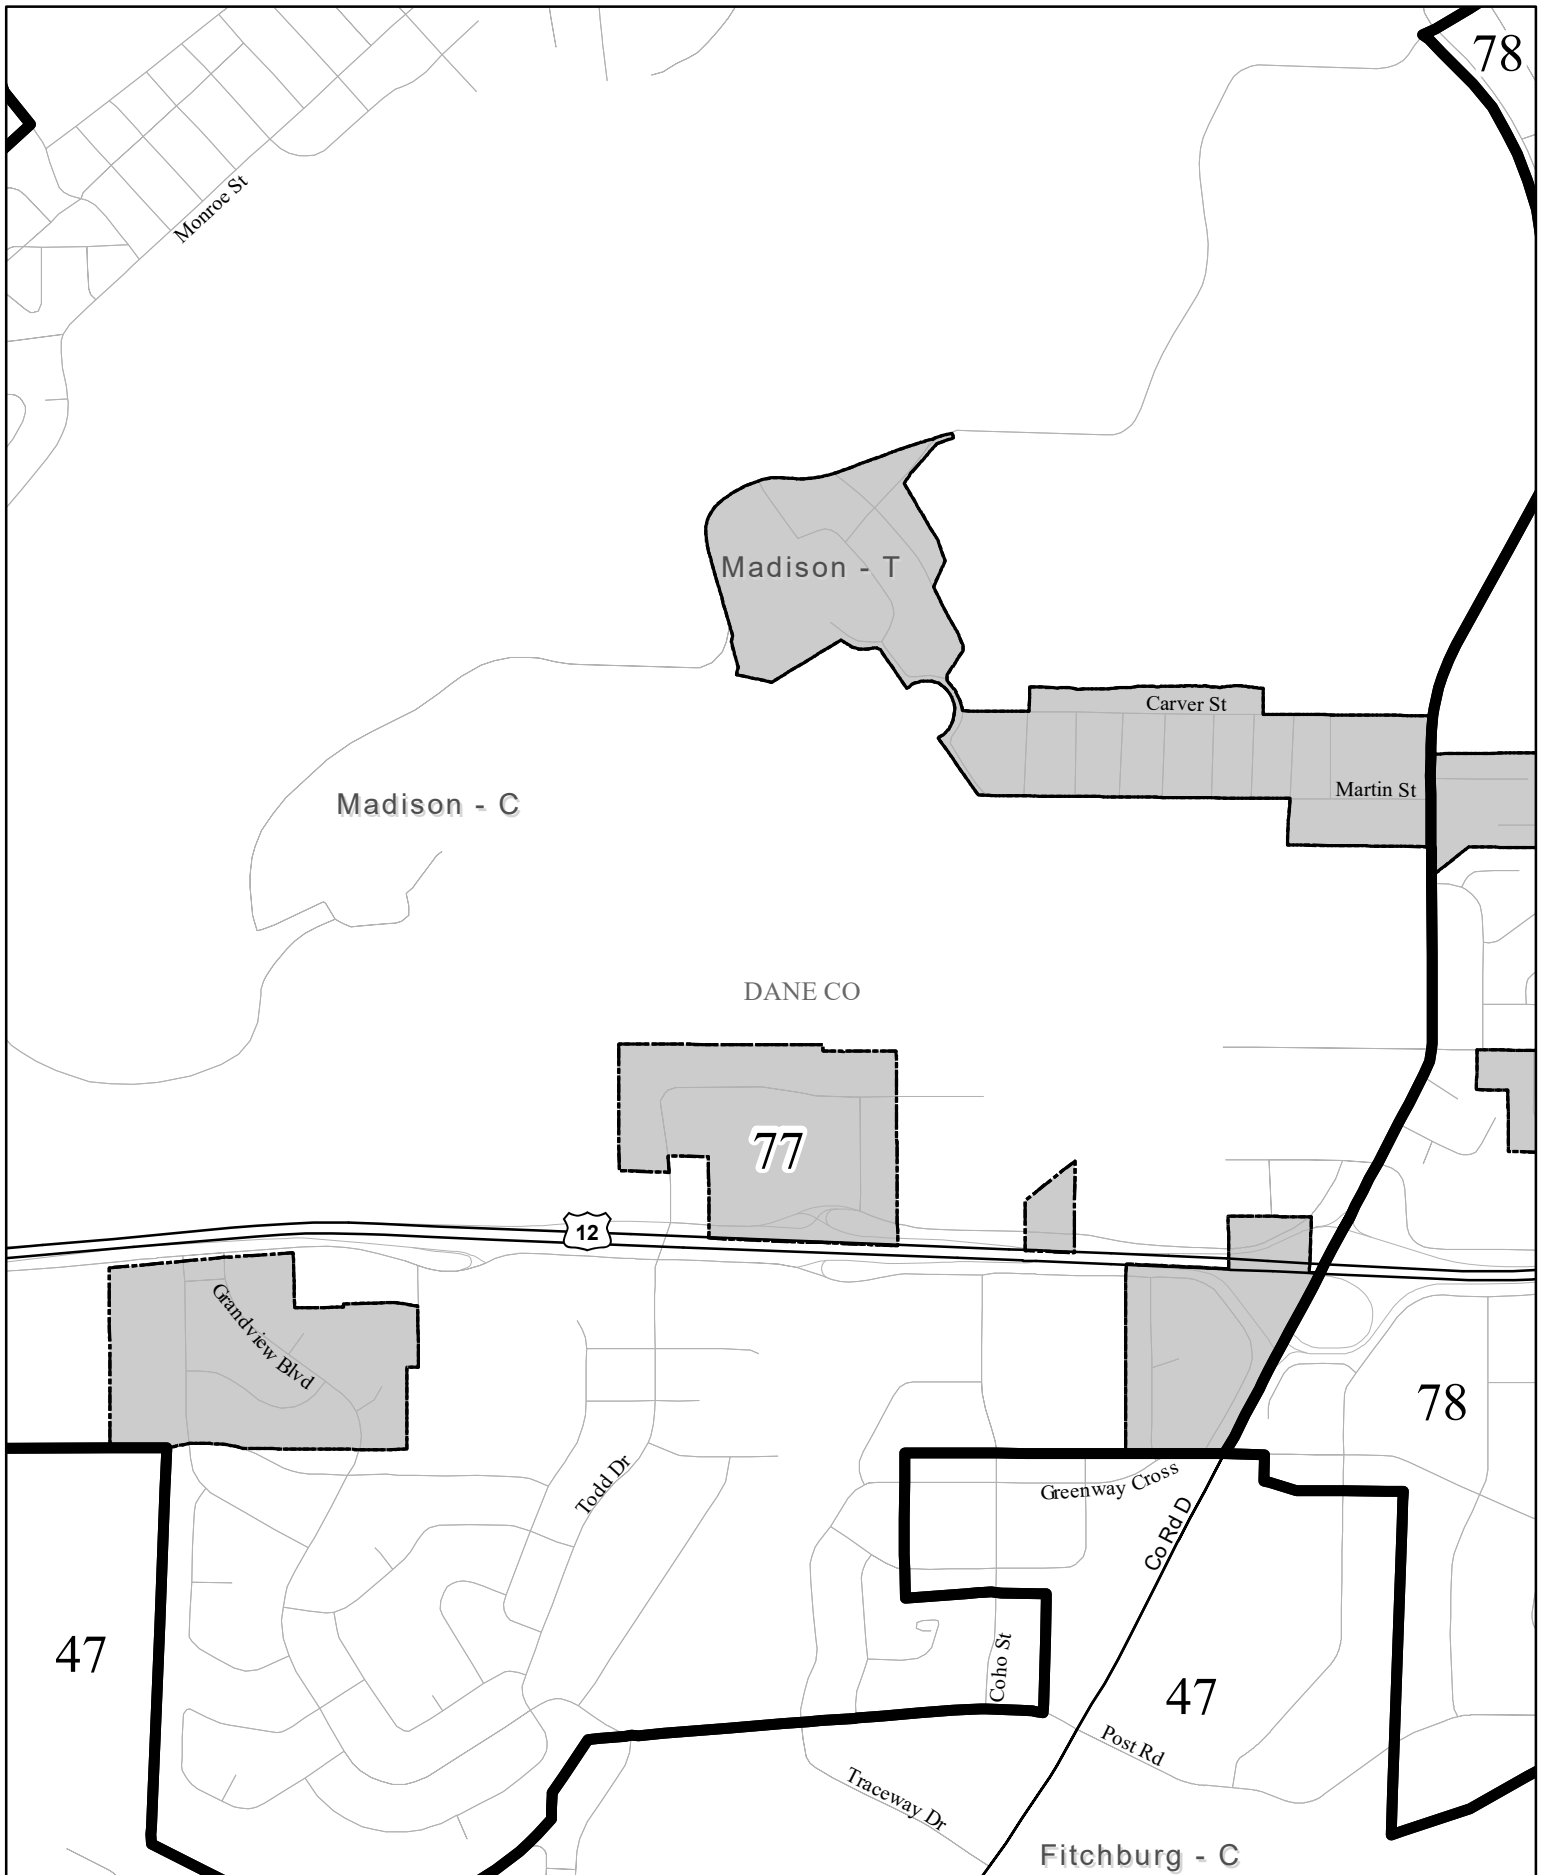 78
Monroe St
Madison - T
Carver St
Martin St
Madison - C
DANE CO
77
12
Grandview Blvd
78
Todd Dr
Greenway Cross
Co Rd D
47
Coho St
47
Post Rd
Traceway Dr
Fitchburg - C